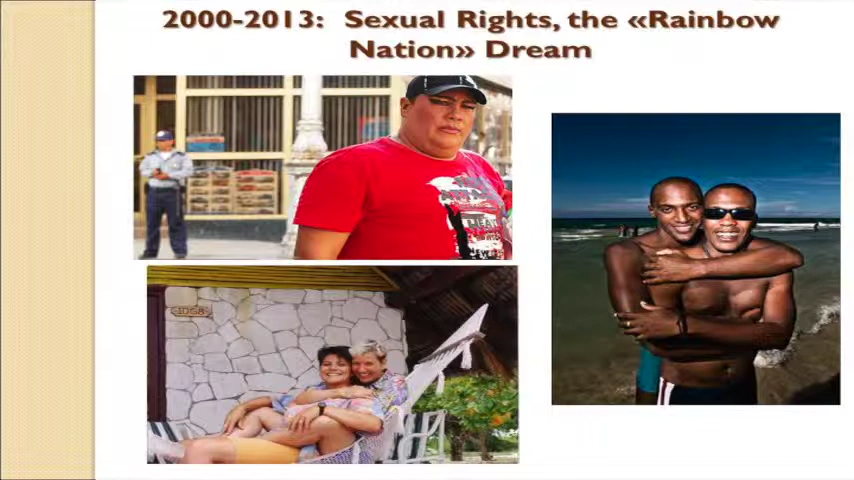 2000-2013: Sexual Rights, the «Rainbow
Nation» Dream